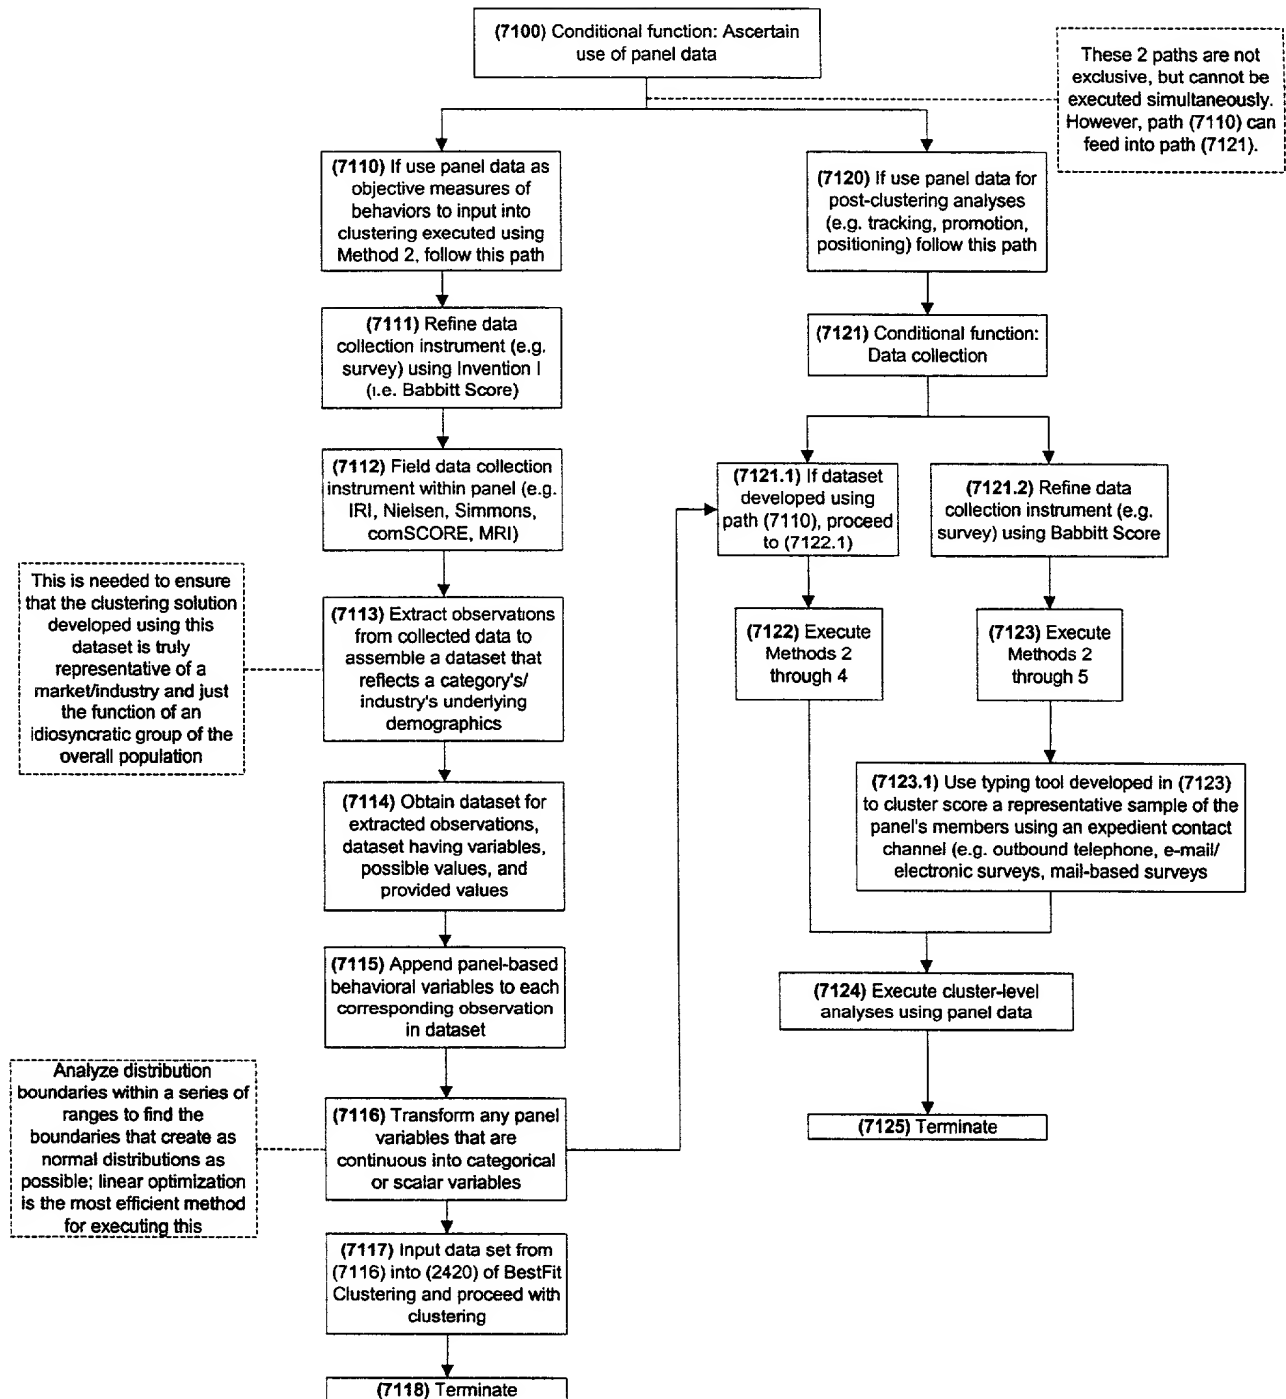 (7100) Conditional function: Ascertain
use of panel data
These 2 paths are not
exclusive, but cannot be
executed simultaneously.
However, path (7110) can
feed into path (7121).
(7110) If use panel data as
objective measures of
behaviors to input into
clustering executed using
Method 2, follow this path
(7120) If use panel data for
post-clustering analyses
(e.g. tracking, promotion,
positioning) follow this path
(7111) Refine data
collection instrument (e.g.
survey) using Invention I
(i.e. Babbitt Score)
(7121) Conditional function:
Data collection
(7112) Field data collection
instrument within panel (e.g.
IRI, Nielsen, Simmons,
comSCORE, MRI)
(7121.1) If dataset
developed using
path (7110), proceed
to (7122.1)
(7121.2) Refine data
collection instrument (e.g.
survey) using Babbitt Score
This is needed to ensure
that the clustering solution
developed using this
dataset is truly
representative of a
market/industry and just
the function of an
idiosyncratic group of the
overall population
(7113) Extract observations
from collected data to
assemble a dataset that
reflects a category's/
industry's underlying
demographics
(7122) Execute
Methods 2
through 4
(7123) Execute
Methods 2
through 5
(7114) Obtain dataset for
extracted observations,
dataset having variables,
possible values, and
provided values
(7123.1) Use typing tool developed in (7123)
to cluster score a representative sample of the
panel's members using an expedient contact
channel (e.g. outbound telephone, e-mail/
electronic surveys, mail-based surveys
(7115) Append panel-based
behavioral variables to each
corresponding observation
in dataset
(7124) Execute cluster-level
analyses using panel data
Analyze distribution
boundaries within a series of
ranges to find the
boundaries that create as
normal distributions as
possible; linear optimization
is the most efficient method
for executing this
(7116) Transform any panel
variables that are
continuous into categorical
or scalar variables
(7125) Terminate
(7117) Input data set from
(7116) into (2420) of BestFit
Clustering and proceed with
clustering
(7118) Terminate